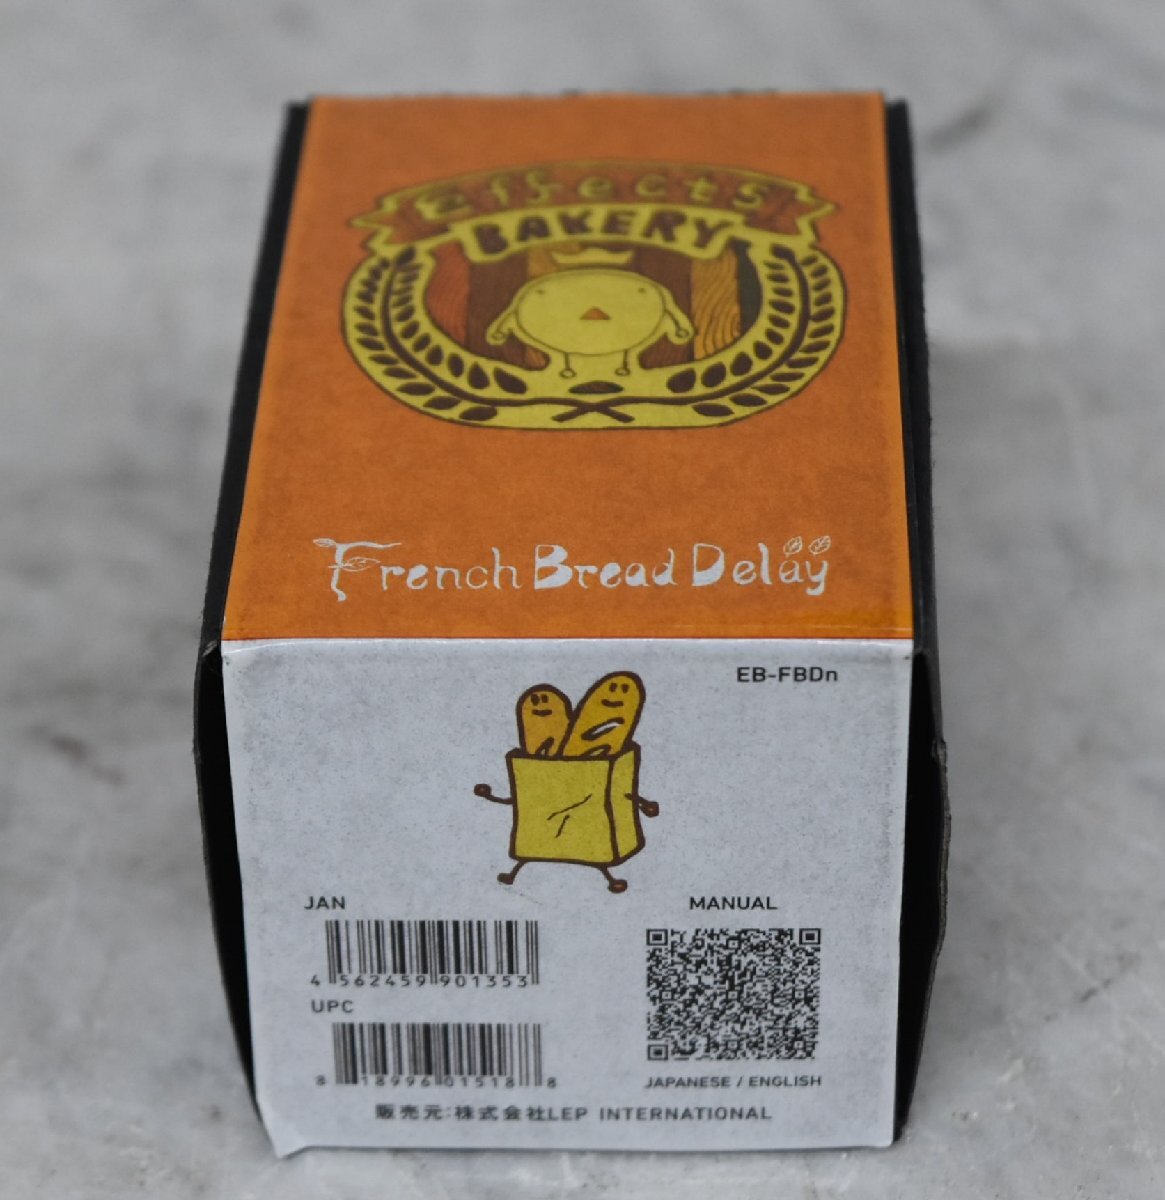 Effects
BAKERY
French Bread Delay
EB-FBDn
JAN
MANUAL
4 562459 901353
UPC
8 18996 01518 8
JAPANESE / ENGLISH
販売元:株式会社LEP INTERNATIONAL